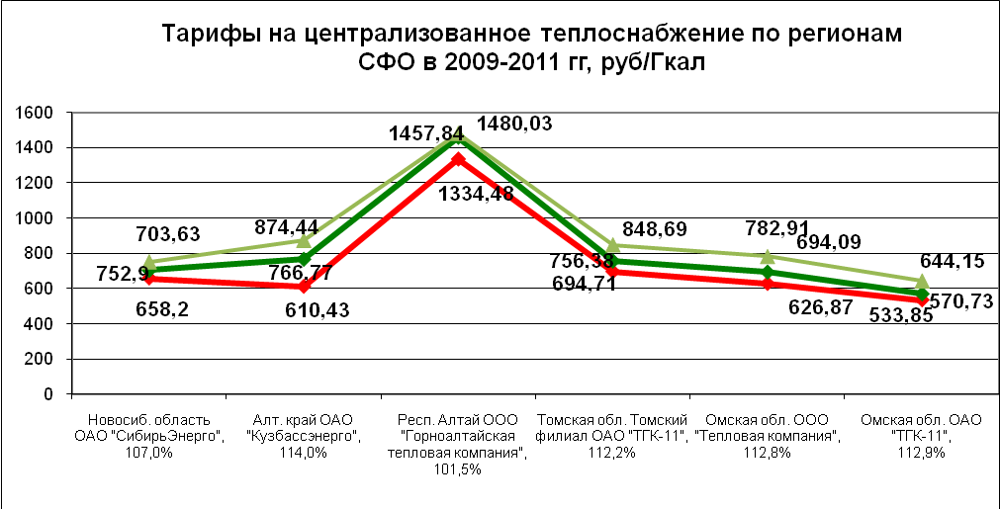 Тарифы на централизованное теплоснабжение по регионам
СФО в 2009-2011 гг, руб/Гкал
1600
1400
1200
1000
800
600
400
200
0
703,63
752,9
658,2
874,44
766,77
610,43
1457,84
1480,03
1334,48
848,69
756,38
694,71
782,91
694,09
626,87
644,15
570,73
533,85
Новосиб. область
ОАО "СибирьЭнерго",
107,0%
Алт. край ОАО
"Кузбассэнерго",
114,0%
Респ. Алтай ООО
"Горноалтайская
тепловая компания",
101,5%
Томская обл. Томский
филиал ОАО "ТГК-11",
112,2%
Омская обл. ООО
"Тепловая компания",
112,8%
Омская обл. ОАО
"ТГК-11",
112,9%